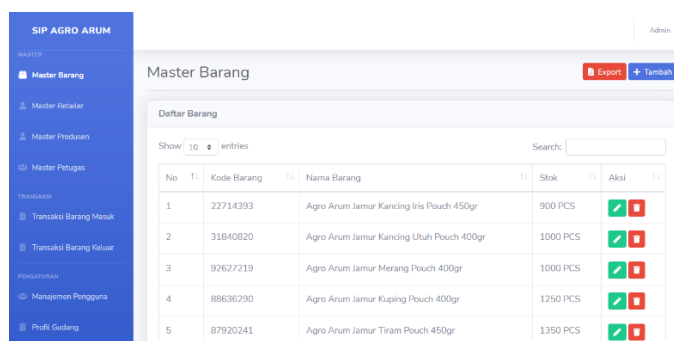 SIP AGRO ARUM
Admin
MASTER
Master Barang
Master Retailer
Master Produsen
Master Petugas
TRANSAKSI
Transaksi Barang Masuk
Transaksi Barang Keluar
PENGATURAN
Manajemen Pengguna
Profil Gudang
Master Barang
Export
+ Tambah
Daftar Barang
Show 10 entries
Search:
No Kode Barang Nama Barang Stok Aksi
1 22714393 Agro Arum Jamur Kancing Iris Pouch 450gr 900 PCS
2 31840820 Agro Arum Jamur Kancing Utuh Pouch 400gr 1000 PCS
3 92627219 Agro Arum Jamur Merang Pouch 400gr 1000 PCS
4 88636290 Agro Arum Jamur Kuping Pouch 400gr 1250 PCS
5 87920241 Agro Arum Jamur Tiram Pouch 450gr 1350 PCS